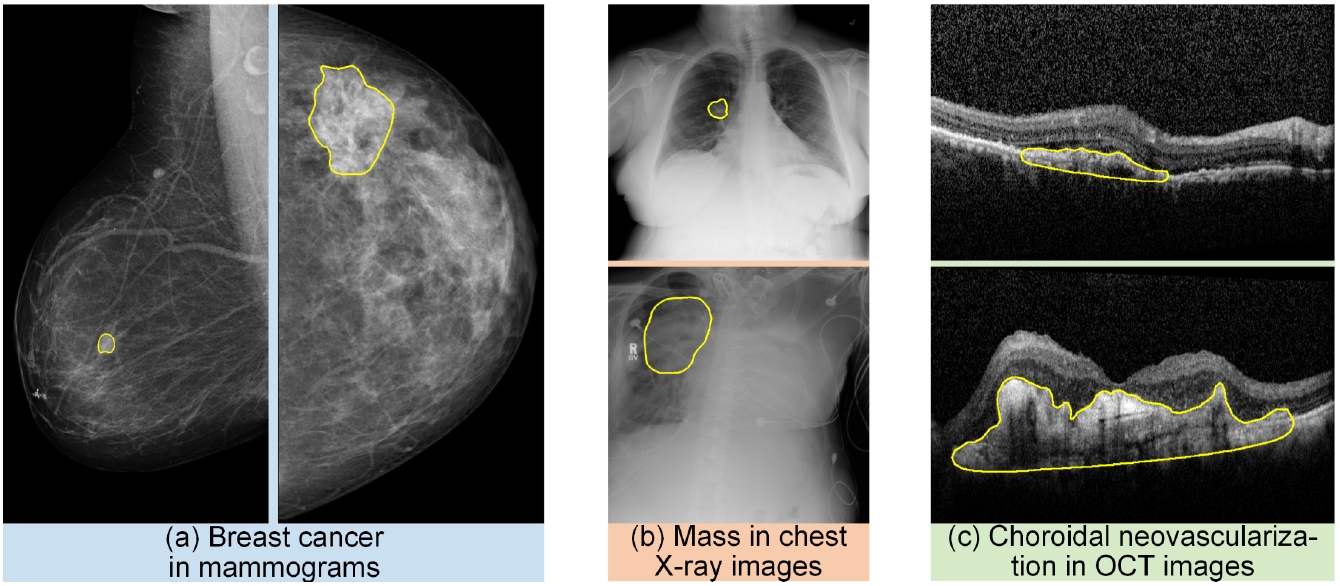 R
(a) Breast cancer
in mammograms
(b) Mass in chest
X-ray images
(c) Choroidal neovasculariza-
tion in OCT images